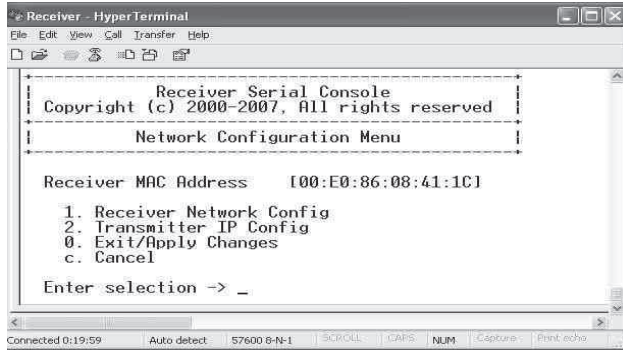 Receiver - HyperTerminal
File Edit View Call Transfer Help
Receiver Serial Console
Copyright (c) 2000-2007, All rights reserved
Network Configuration Menu
Receiver MAC Address [00:E0:86:08:41:1C]
1. Receiver Network Config
2. Transmitter IP Config
0. Exit/Apply Changes
c. Cancel
Enter selection -> _
Connected 0:19:59 Auto detect 57600 8-N-1 SCROLL CAPS NUM Capture Print echo